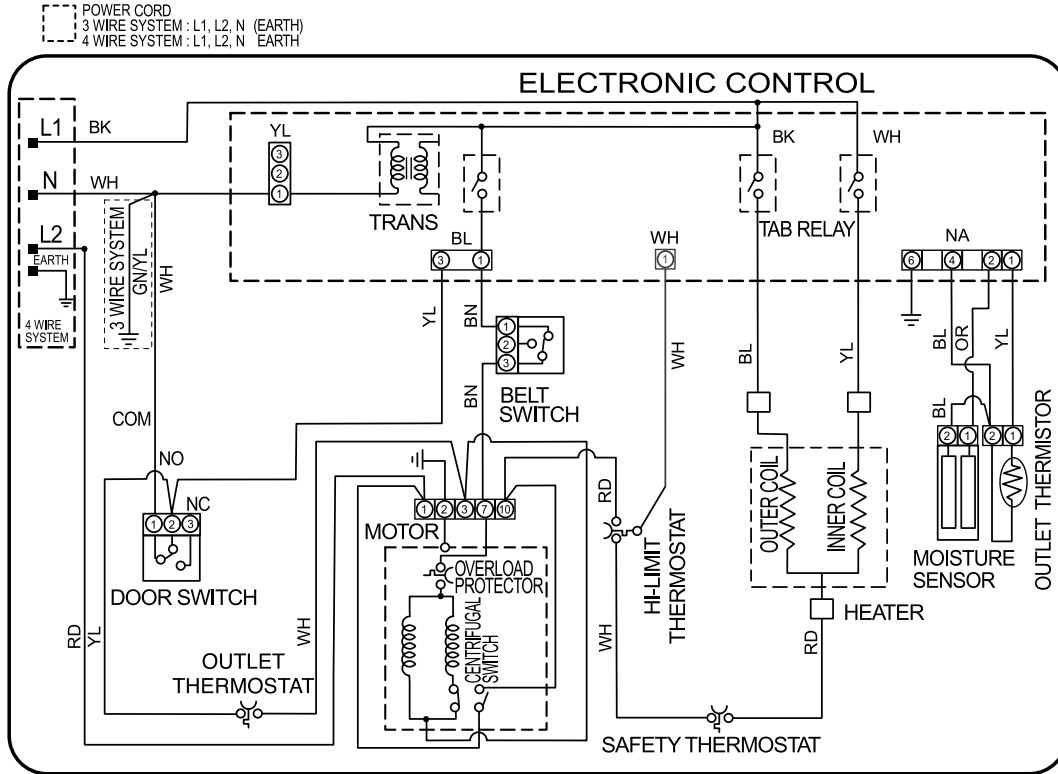 POWER CORD
3 WIRE SYSTEM : L1, L2, N (EARTH)
4 WIRE SYSTEM : L1, L2, N EARTH
ELECTRONIC CONTROL
L1
BK
YL
3
2
1
TRANS
BK
WH
TAB RELAY
N
WH
L2
EARTH
4 WIRE
SYSTEM
3 WIRE SYSTEM
GN/YL
WH
BL
3
1
WH
1
NA
6
4
2
1
YL
BN
1
2
3
BELT
SWITCH
BN
WH
BL
YL
BL
OR
YL
BL
2
1
2
1
COM
NO
NC
1
2
3
DOOR SWITCH
MOTOR
1
2
3
7
10
OVERLOAD
PROTECTOR
CENTRIFUGAL
SWITCH
RD
HI-LIMIT
THERMOSTAT
OUTER COIL
INNER COIL
MOISTURE
SENSOR
OUTLET THERMISTOR
HEATER
RD
YL
WH
OUTLET
THERMOSTAT
WH
RD
SAFETY THERMOSTAT